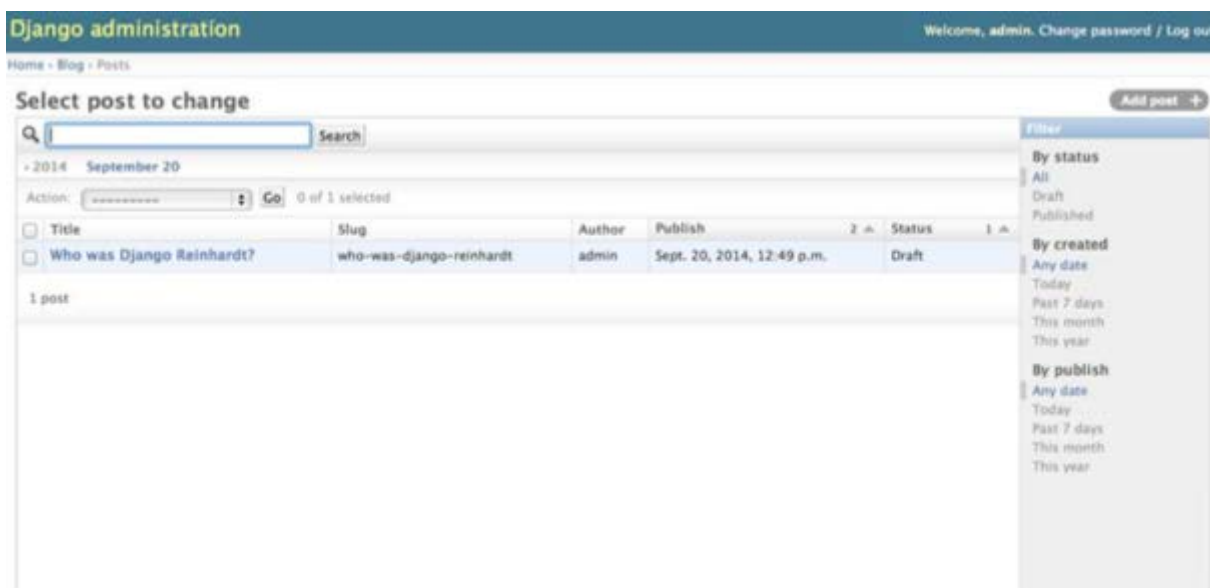 Django administration
Welcome, admin. Change password / Log ou
Home › Blog › Posts
Select post to change
Add post +
Search
‹ 2014 September 20
Action: --------- Go 0 of 1 selected
Title Slug Author Publish 2 Status 1
Who was Django Reinhardt? who-was-django-reinhardt admin Sept. 20, 2014, 12:49 p.m. Draft
1 post
Filter
By status
All
Draft
Published
By created
Any date
Today
Past 7 days
This month
This year
By publish
Any date
Today
Past 7 days
This month
This year